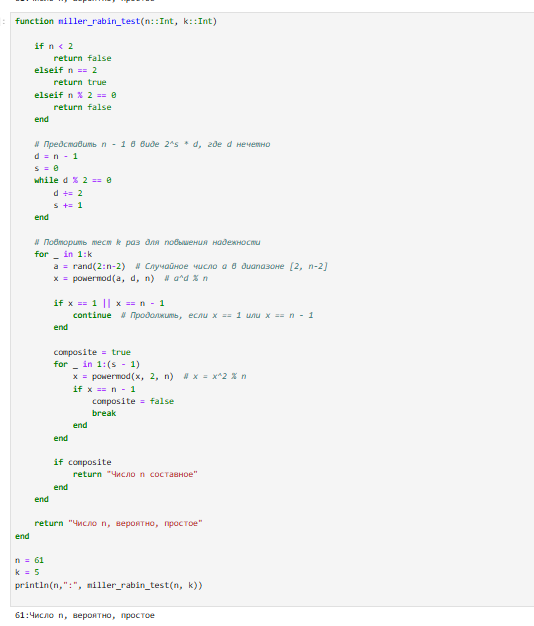 function miller_rabin_test(n::Int, k::Int)
    if n < 2
        return false
    elseif n == 2
        return true
    elseif n % 2 == 0
        return false
    end
    # Представить n - 1 в виде 2^s * d, где d нечетно
    d = n - 1
    s = 0
    while d % 2 == 0
        d ÷= 2
        s += 1
    end
    # Повторить тест k раз для повышения надежности
    for _ in 1:k
        a = rand(2:n-2)  # Случайное число a в диапазоне [2, n-2]
        x = powermod(a, d, n)  # a^d % n
        if x == 1 || x == n - 1
            continue  # Продолжить, если x == 1 или x == n - 1
        end
        composite = true
        for _ in 1:(s - 1)
            x = powermod(x, 2, n)  # x = x^2 % n
            if x == n - 1
                composite = false
                break
            end
        end
        if composite
            return "Число n составное"
        end
    end
    return "Число n, вероятно, простое"
end
n = 61
k = 5
println(n,":", miller_rabin_test(n, k))
61:Число n, вероятно, простое